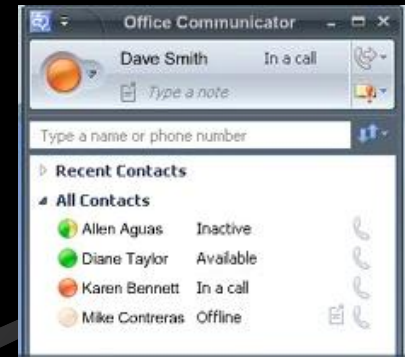 Office Communicator
Dave Smith In a call
Type a note
Type a name or phone number
Recent Contacts
All Contacts
Allen Aguas Inactive
Diane Taylor Available
Karen Bennett In a call
Mike Contreras Offline